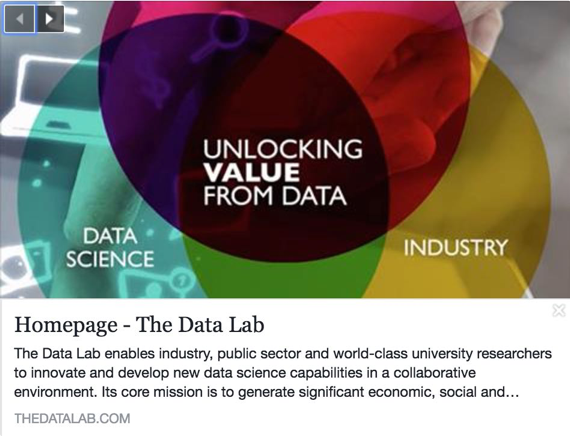 UNLOCKING
VALUE
FROM DATA
DATA
SCIENCE
INDUSTRY
Homepage - The Data Lab
The Data Lab enables industry, public sector and world-class university researchers
to innovate and develop new data science capabilities in a collaborative
environment. Its core mission is to generate significant economic, social and…
THEDATALAB.COM